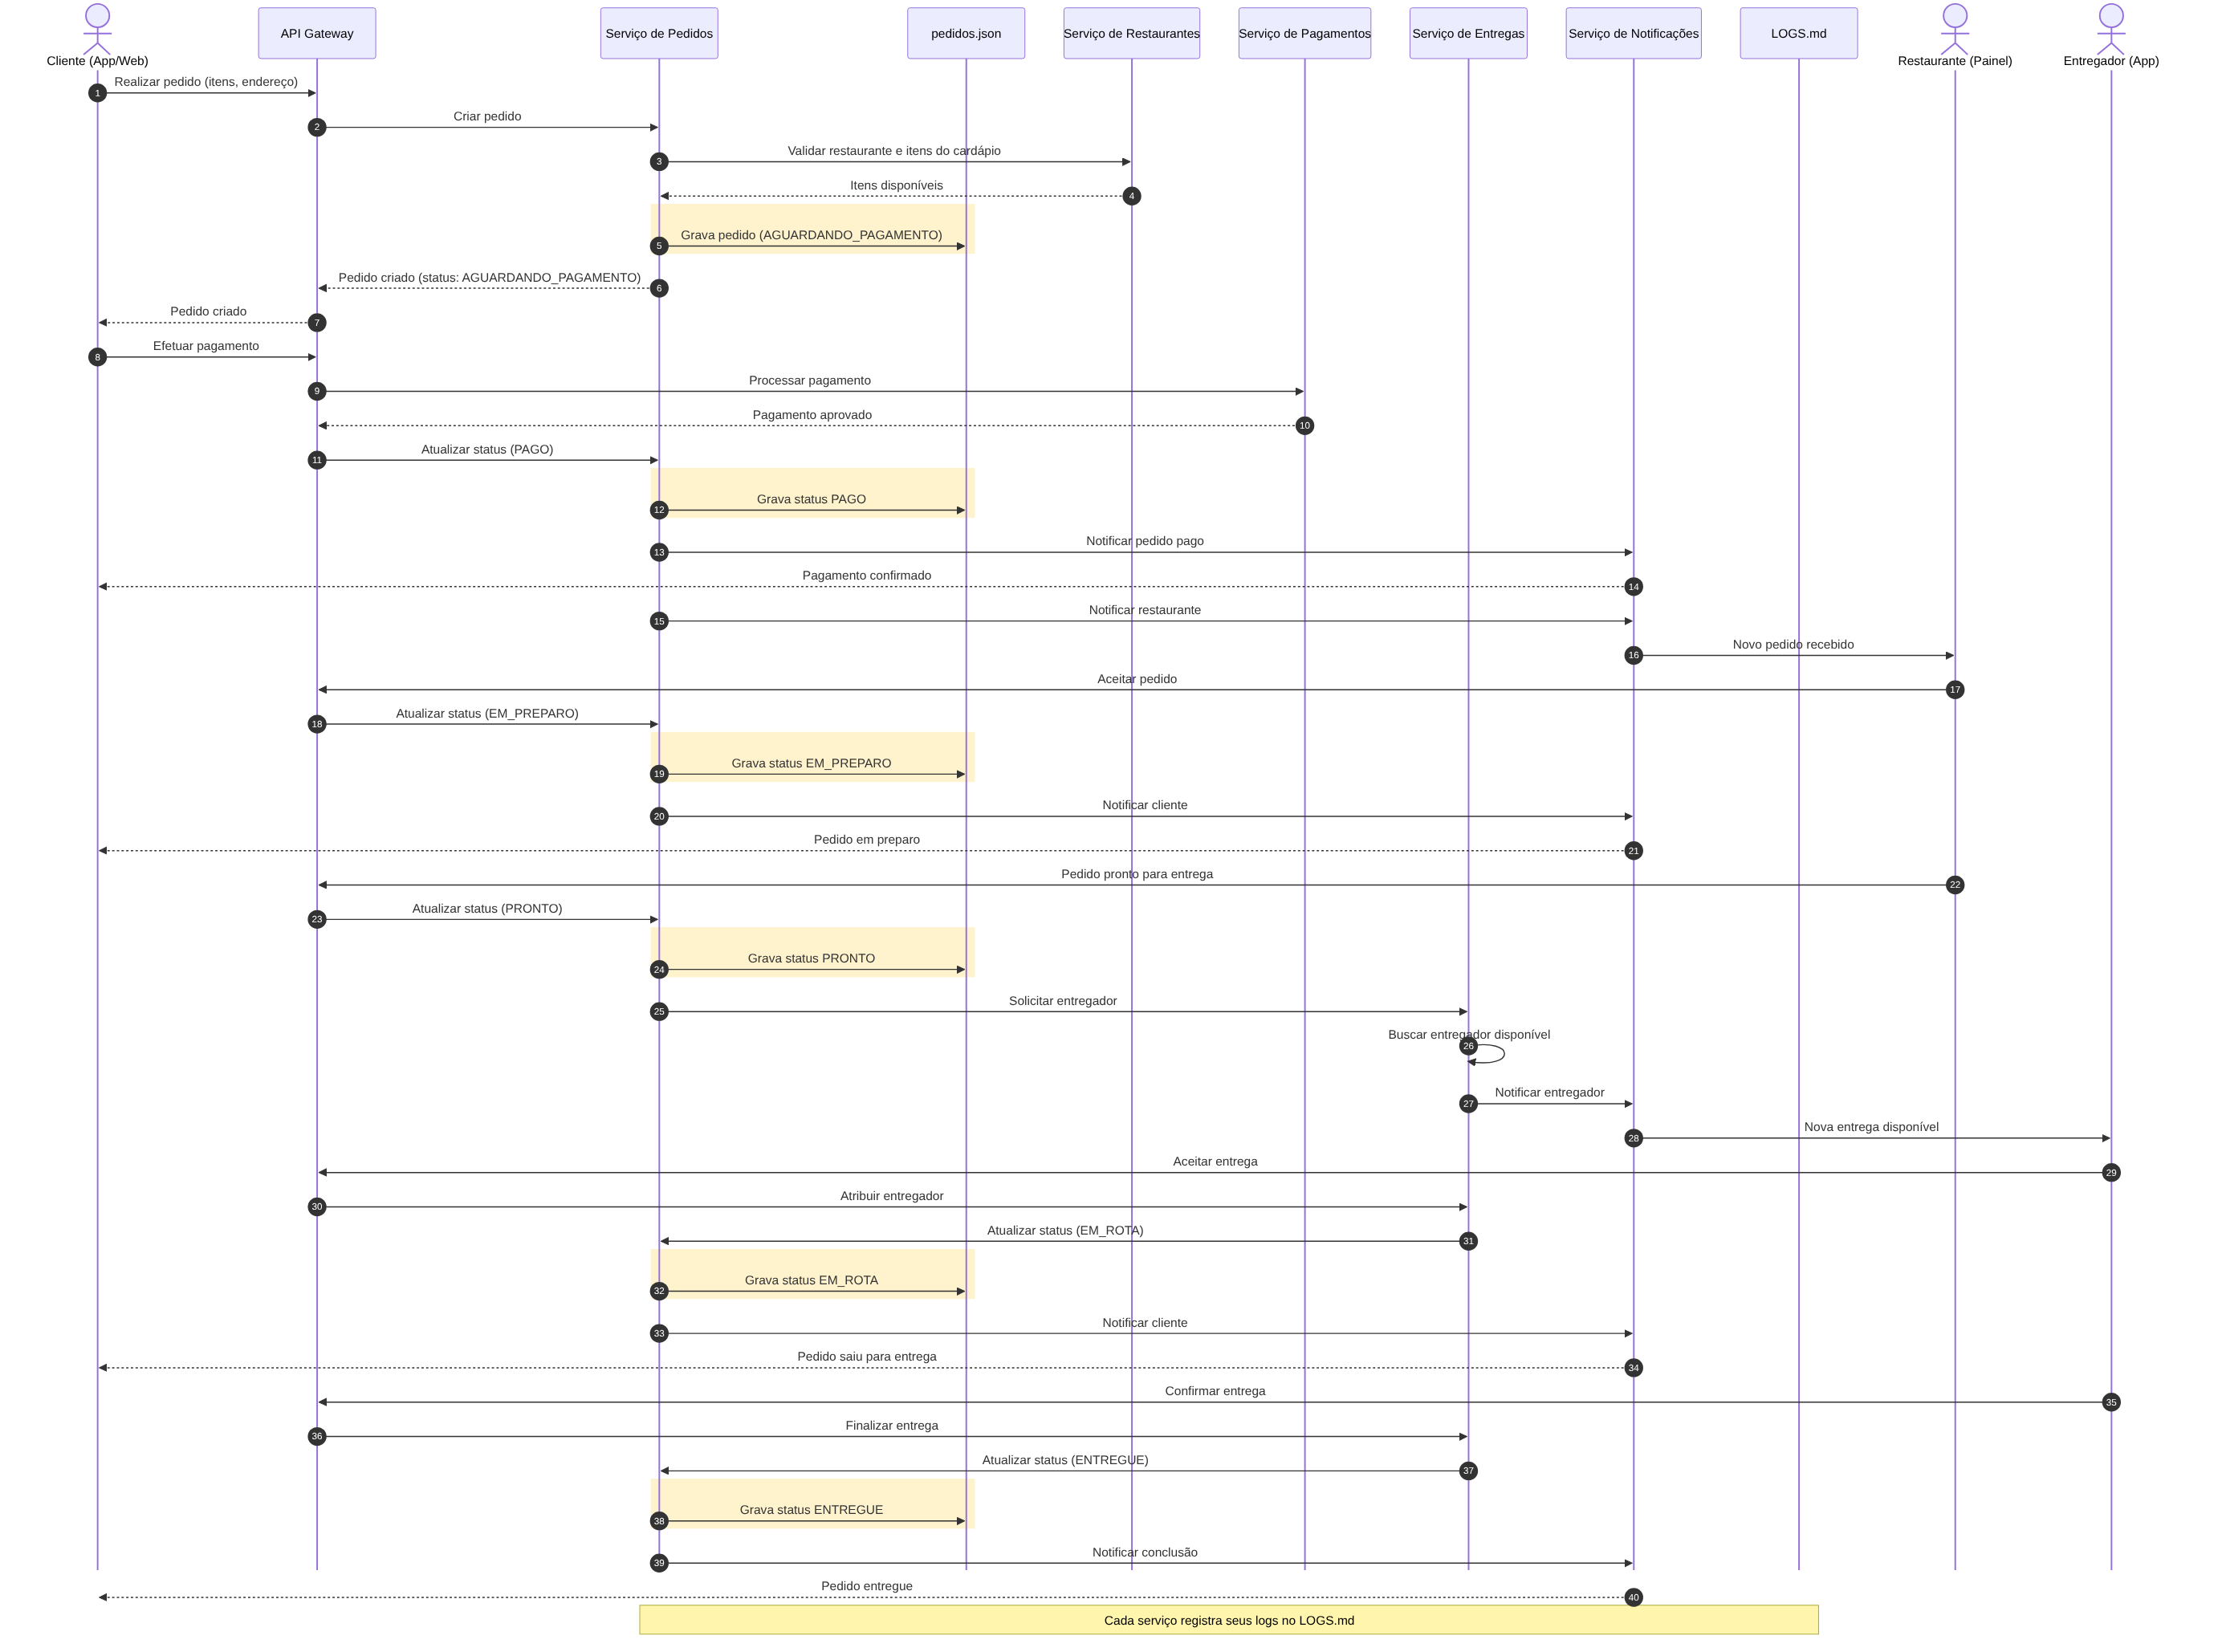 Cliente (App/Web)
API Gateway
Serviço de Pedidos
pedidos.json
Serviço de Restaurantes
Serviço de Pagamentos
Serviço de Entregas
Serviço de Notificações
LOGS.md
Restaurante (Painel)
Entregador (App)
1 Realizar pedido (itens, endereço)
2 Criar pedido
3 Validar restaurante e itens do cardápio
Itens disponíveis 4
5 Grava pedido (AGUARDANDO_PAGAMENTO)
Pedido criado (status: AGUARDANDO_PAGAMENTO) 6
Pedido criado 7
8 Efetuar pagamento
9 Processar pagamento
Pagamento aprovado 10
11 Atualizar status (PAGO)
12 Grava status PAGO
13 Notificar pedido pago
Pagamento confirmado 14
15 Notificar restaurante
16 Novo pedido recebido
Aceitar pedido 17
18 Atualizar status (EM_PREPARO)
19 Grava status EM_PREPARO
20 Notificar cliente
Pedido em preparo 21
Pedido pronto para entrega 22
23 Atualizar status (PRONTO)
24 Grava status PRONTO
25 Solicitar entregador
26 Buscar entregador disponível
27 Notificar entregador
28 Nova entrega disponível
Aceitar entrega 29
30 Atribuir entregador
Atualizar status (EM_ROTA) 31
32 Grava status EM_ROTA
33 Notificar cliente
Pedido saiu para entrega 34
Confirmar entrega 35
36 Finalizar entrega
Atualizar status (ENTREGUE) 37
38 Grava status ENTREGUE
39 Notificar conclusão
Pedido entregue 40
Cada serviço registra seus logs no LOGS.md